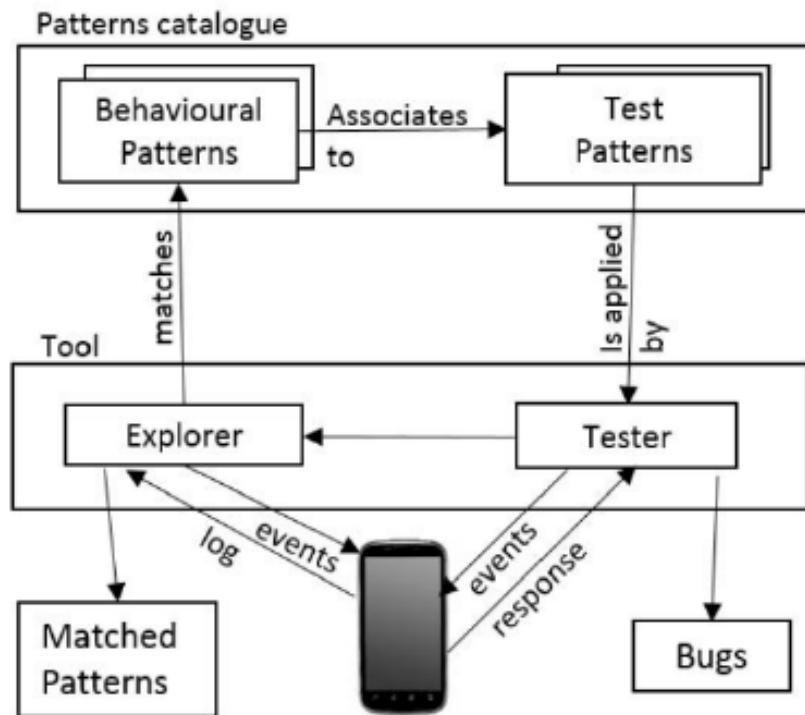 Patterns catalogue
Behavioural
Patterns
Associates
to
Test
Patterns
matches
Is applied
by
Tool
Explorer
Tester
events
log
events
response
Matched
Patterns
Bugs